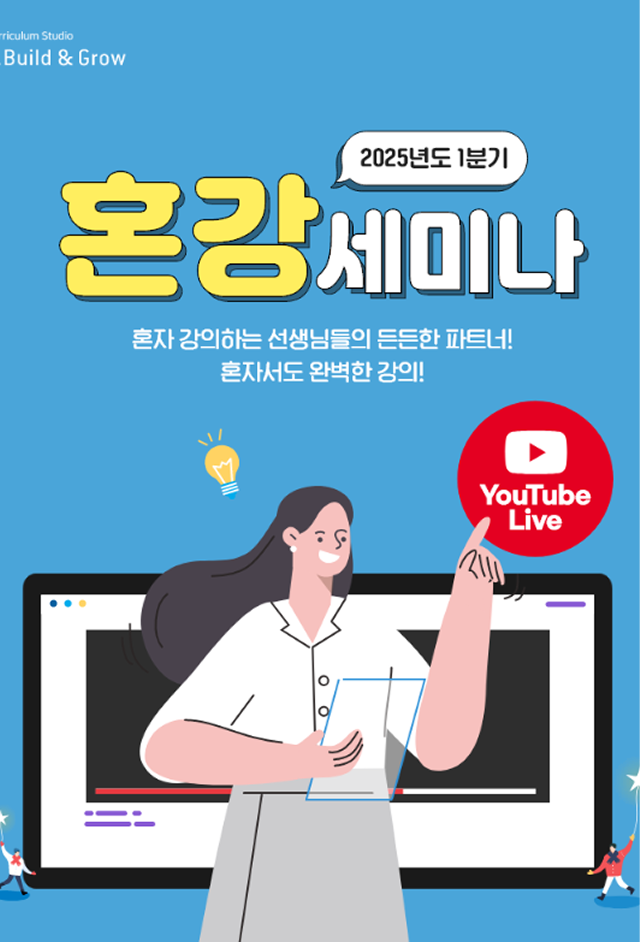 Curriculum Studio
Build & Grow
2025년도 1분기
혼강세미나
혼자 강의하는 선생님들의 든든한 파트너!
혼자서도 완벽한 강의!
YouTube
Live